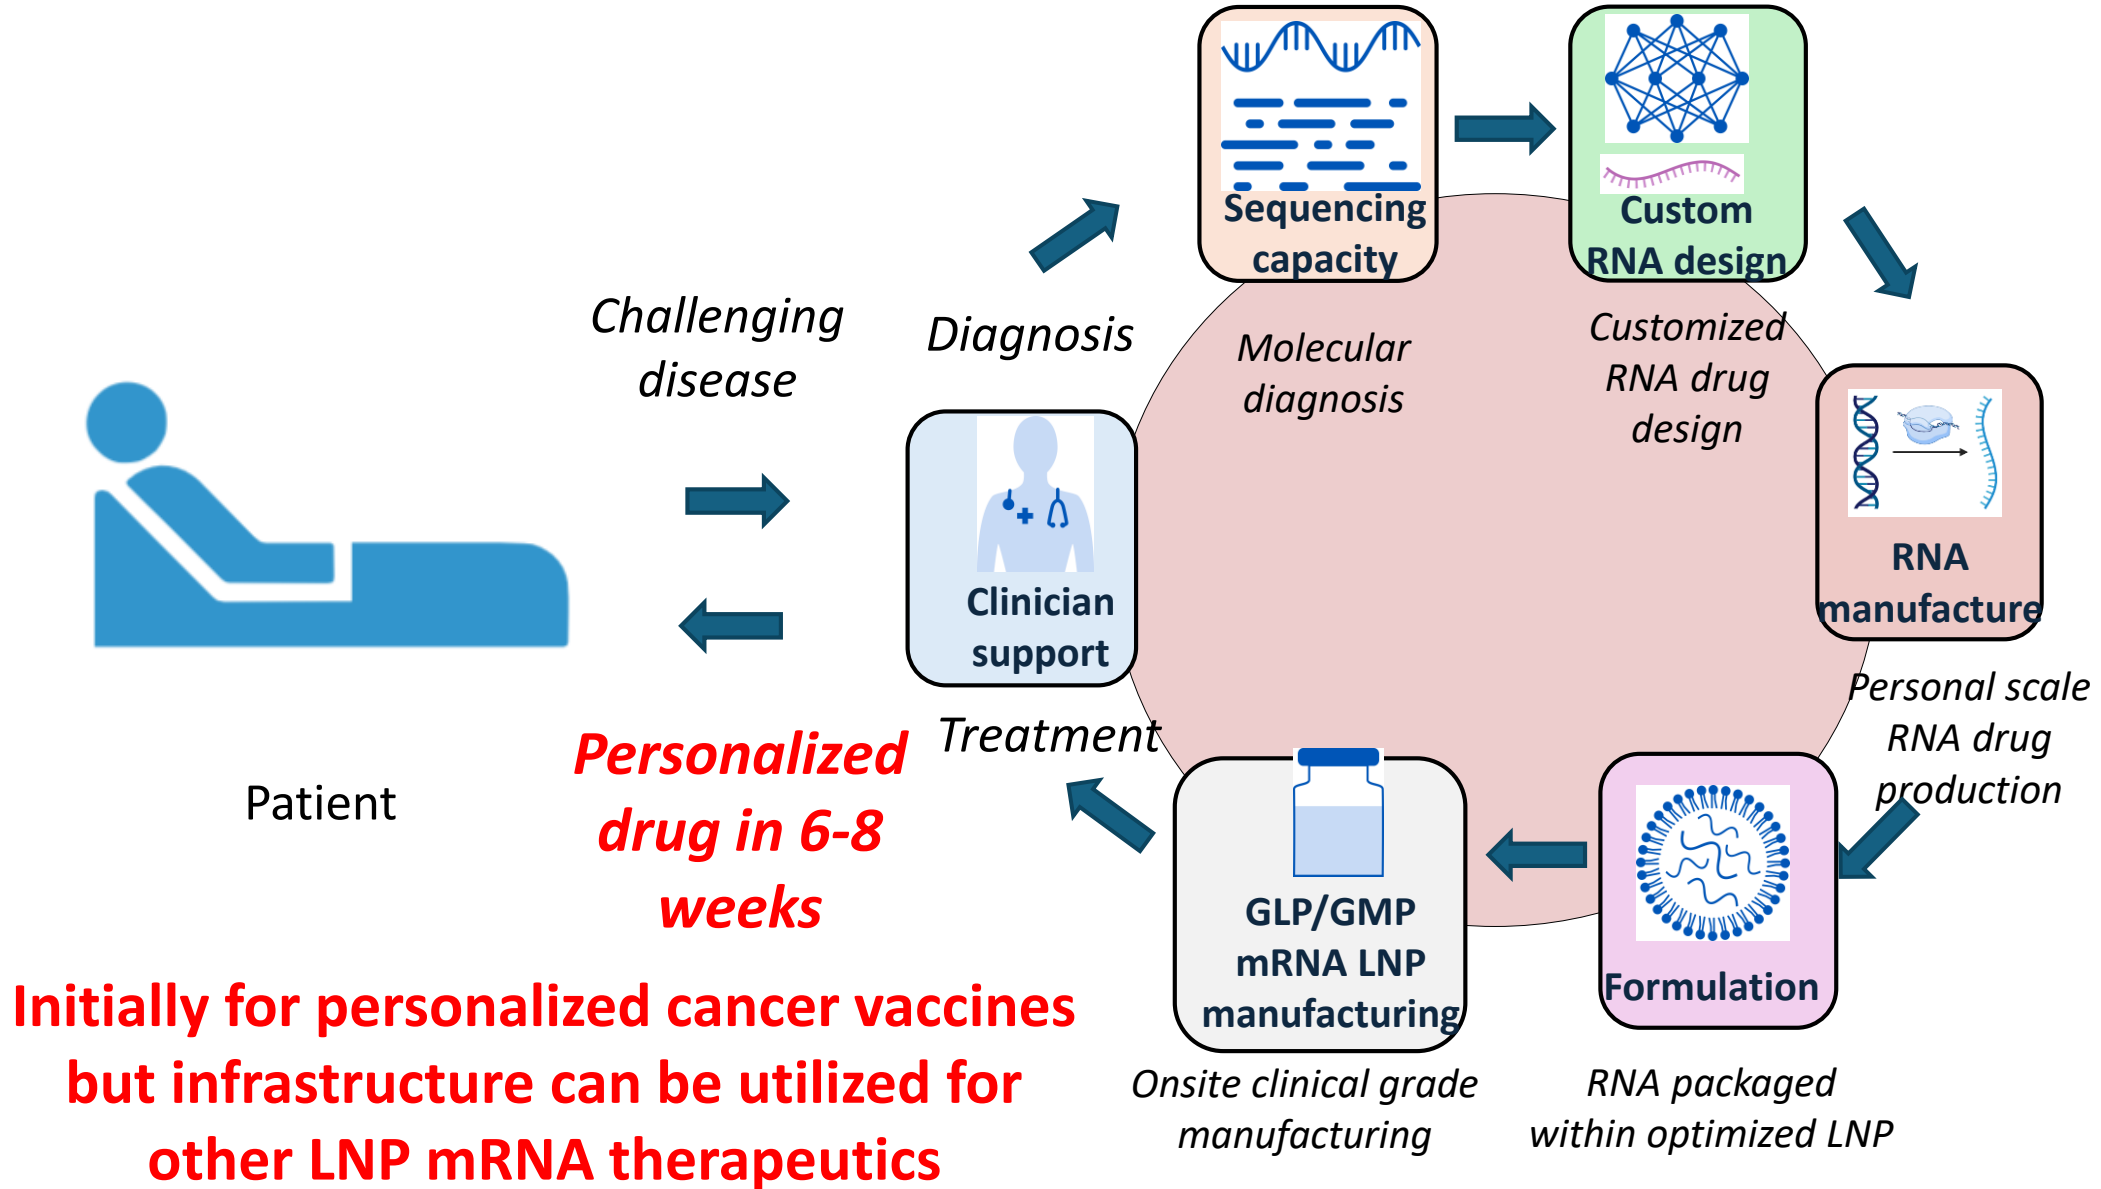 Sequencing
capacity
Custom
RNA design
Challenging
disease
Diagnosis
Molecular
diagnosis
Customized
RNA drug
design
RNA
manufacture
Clinician
support
Personal scale
RNA drug
production
Treatment
Patient
Personalized
drug in 6-8
weeks
GLP/GMP
mRNA LNP
manufacturing
Formulation
Onsite clinical grade
manufacturing
RNA packaged
within optimized LNP
Initially for personalized cancer vaccines
but infrastructure can be utilized for
other LNP mRNA therapeutics